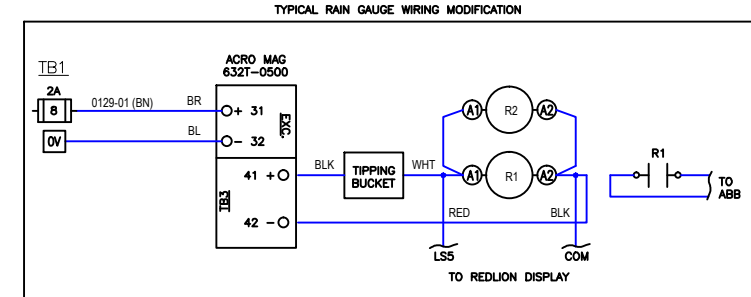 TYPICAL RAIN GAUGE WIRING MODIFICATION
TB1
2A
8
0V
0129-01 (BN)
BR
BL
ACRO MAG
632T-0500
+ 31
- 32
EXC.
TB3
41 +
42 -
BLK
TIPPING
BUCKET
WHT
RED
BLK
A1
R2
A2
A1
R1
A2
LS5
COM
TO REDLION DISPLAY
R1
TO
ABB